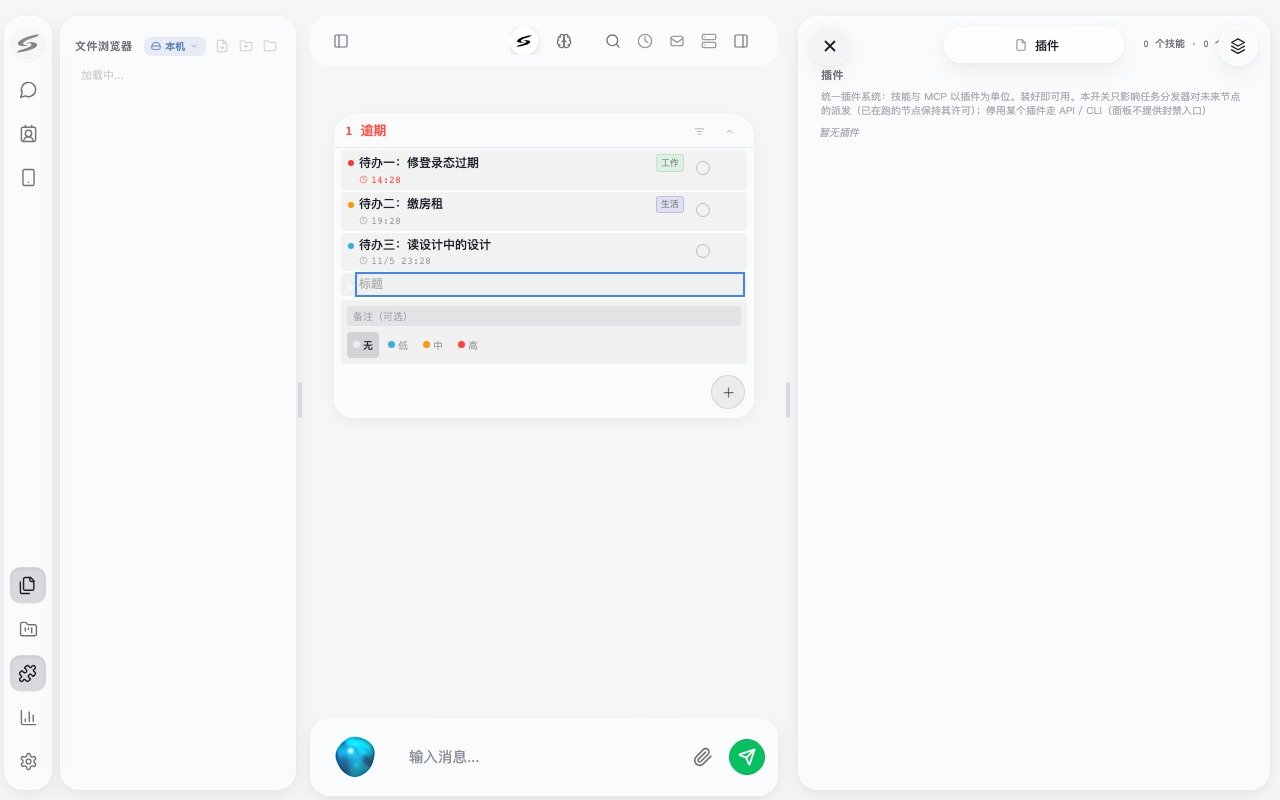 文件浏览器
本机
加载中...
1 逾期
待办一：修登录态过期
工作
14:28
待办二：缴房租
生活
19:28
待办三：读设计中的设计
11/5 23:28
标题
备注（可选）
无
低
中
高
输入消息...
插件
0 个技能 · 0
插件
统一插件系统：技能与 MCP 以插件为单位。装好即可用。本开关只影响任务分发器对未来节点
的派发（已在跑的节点保持其许可）；停用某个插件走 API / CLI（面板不提供封禁入口）
暂无插件